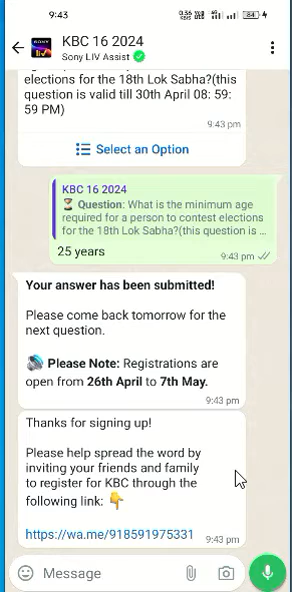 9:43
84
SONY
LIV
KBC 16 2024
Sony LIV Assist
elections for the 18th Lok Sabha?(this
question is valid till 30th April 08: 59:
59 PM)
9:43 pm
Select an Option
KBC 16 2024
⏳ Question: What is the minimum age
required for a person to contest elections
for the 18th Lok Sabha?(this question is ...
25 years
9:43 pm
Your answer has been submitted!
Please come back tomorrow for the
next question.
🔊 Please Note: Registrations are
open from 26th April to 7th May.
9:43 pm
Thanks for signing up!
Please help spread the word by
inviting your friends and family
to register for KBC through the
following link: 👇
https://wa.me/918591975331
9:43 pm
Message